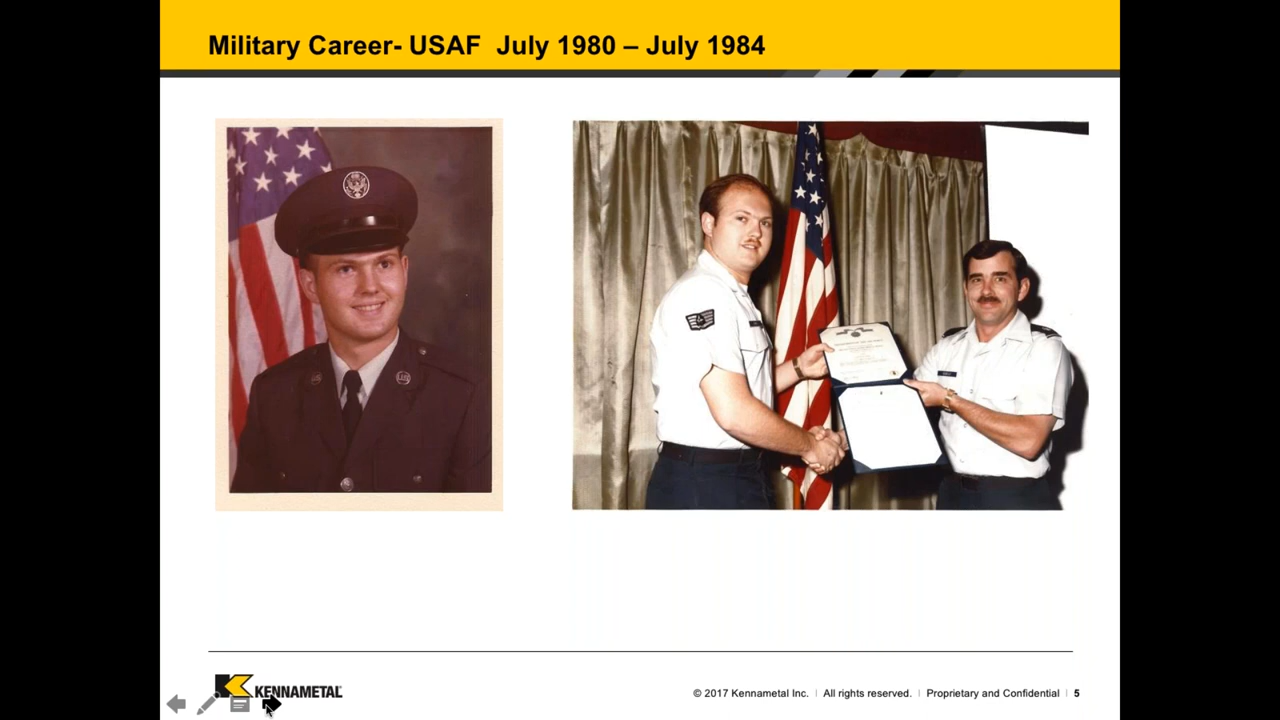 Military Career- USAF  July 1980 – July 1984
KENNAMETAL
© 2017 Kennametal Inc. | All rights reserved. | Proprietary and Confidential | 5